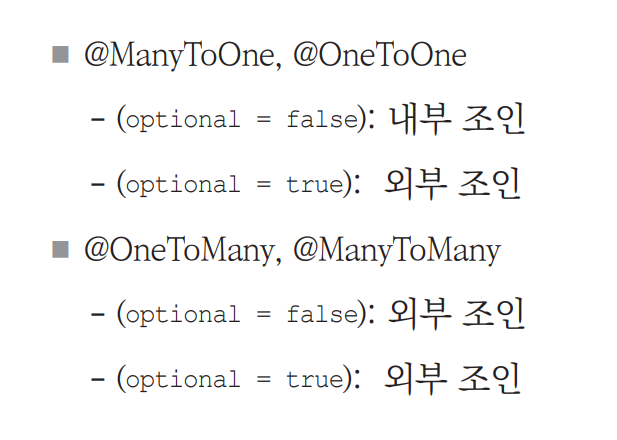 ■ @ManyToOne, @OneToOne
– (optional = false): 내부 조인
– (optional = true): 외부 조인
■ @OneToMany, @ManyToMany
– (optional = false): 외부 조인
– (optional = true): 외부 조인